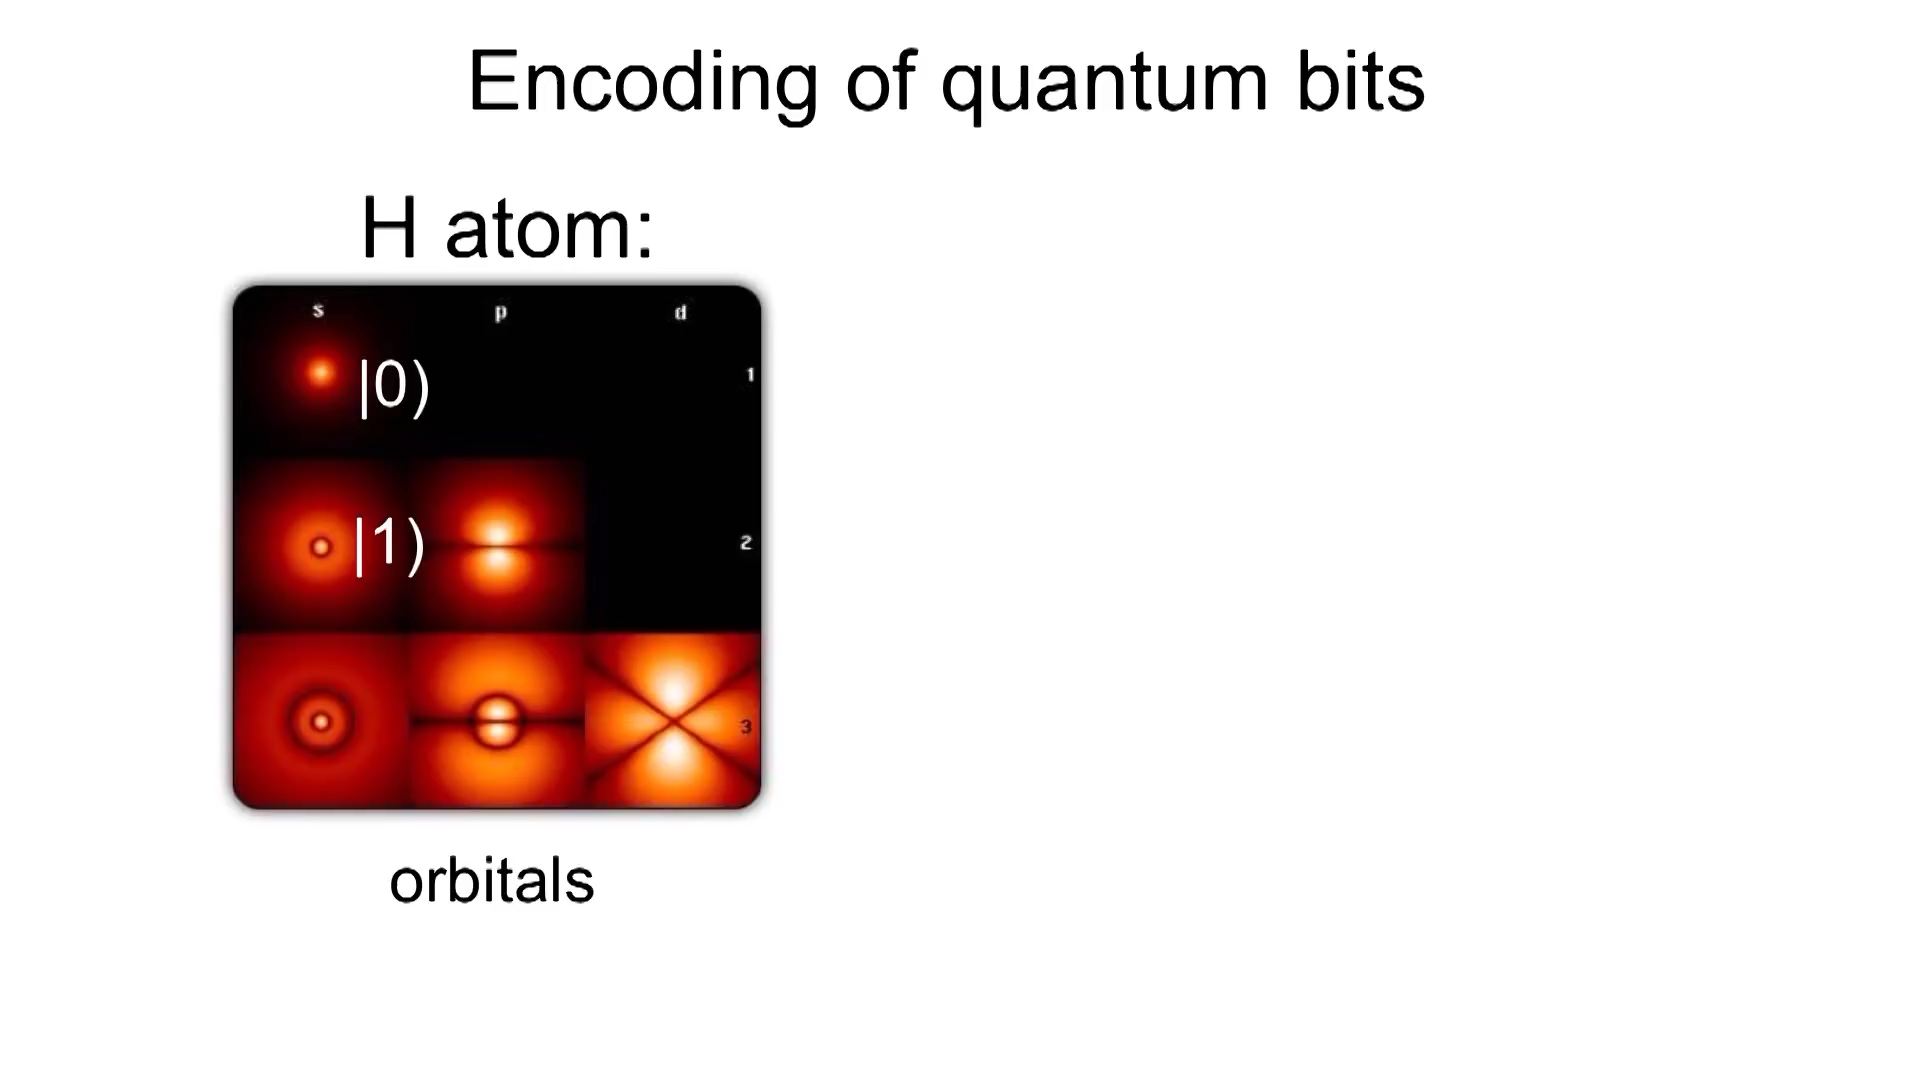 Encoding of quantum bits
H atom:
s p d
|0)
1
|1)
2
3
orbitals